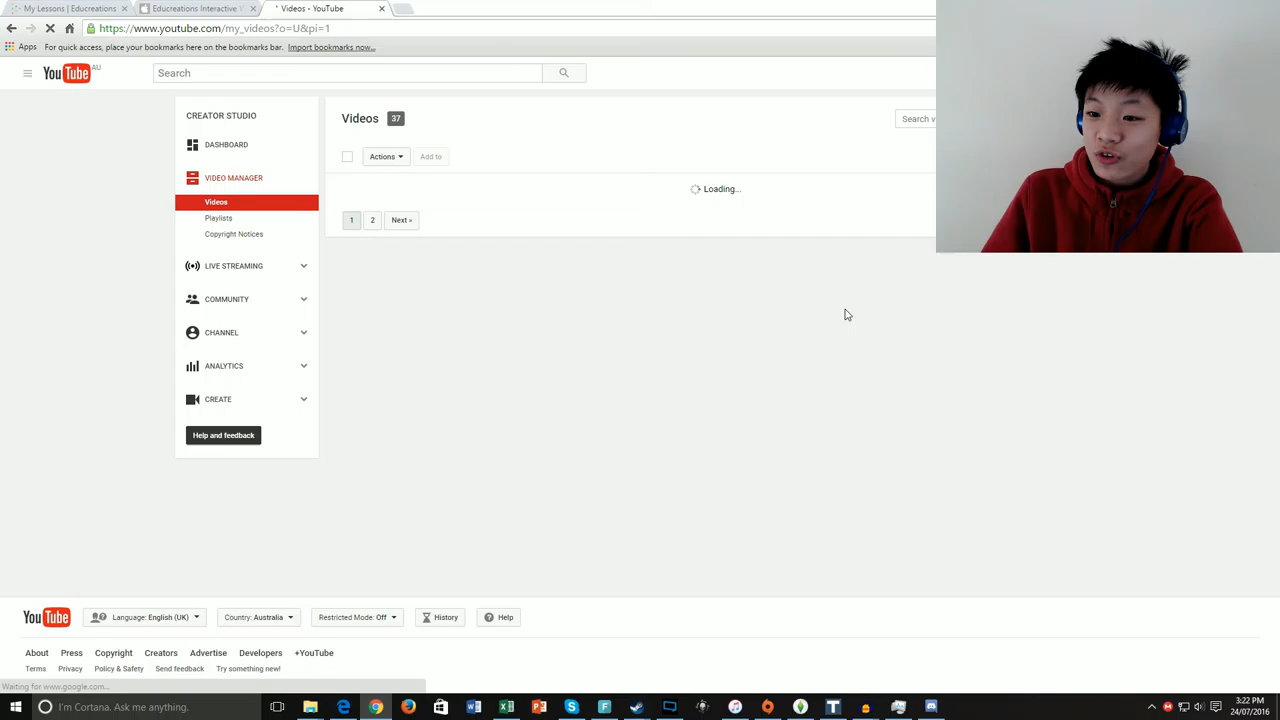 My Lessons | Educreations
Educreations Interactive V
Videos - YouTube
https://www.youtube.com/my_videos?o=U&pi=1
Apps
For quick access, place your bookmarks here on the bookmarks bar. Import bookmarks now...
YouTube AU
Search
CREATOR STUDIO
DASHBOARD
VIDEO MANAGER
Videos
Playlists
Copyright Notices
LIVE STREAMING
COMMUNITY
CHANNEL
ANALYTICS
CREATE
Help and feedback
Videos 37
Search v
Actions
Add to
Loading...
1 2 Next »
YouTube
Language: English (UK)
Country: Australia
Restricted Mode: Off
History
Help
About Press Copyright Creators Advertise Developers +YouTube
Terms Privacy Policy & Safety Send feedback Try something new!
Waiting for www.google.com...
I'm Cortana. Ask me anything.
3:22 PM
24/07/2016